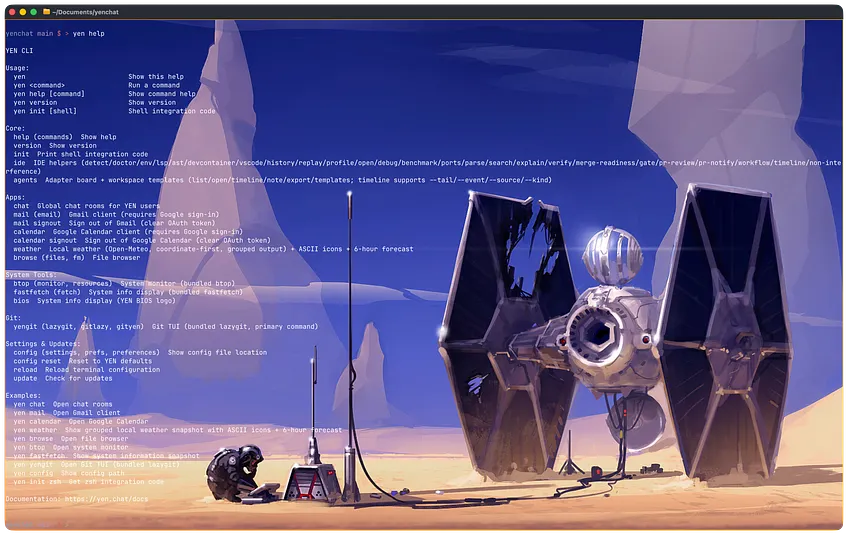 ~/Documents/yenchat
yenchat main $ > yen help
YEN CLI
Usage:
yen Show this help
yen <command> Run a command
yen help [command] Show command help
yen version Show version
yen init [shell] Shell integration code
Core:
help (commands) Show help
version Show version
init Print shell integration code
ide IDE helpers (detect/doctor/env/lsp/ast/devcontainer/vscode/history/replay/profile/open/debug/benchmark/ports/parse/search/explain/verify/merge-readiness/gate/pr-review/pr-notify/workflow/timeline/non-inte
rference)
agents Adapter board + workspace templates (list/open/timeline/note/export/templates; timeline supports --tail/--event/--source/--kind)
Apps:
chat Global chat rooms for YEN users
mail (email) Gmail client (requires Google sign-in)
mail signout Sign out of Gmail (clear OAuth token)
calendar Google Calendar client (requires Google sign-in)
calendar signout Sign out of Google Calendar (clear OAuth token)
weather Local weather (Open-Meteo, coordinate-first, grouped output) + ASCII icons + 6-hour forecast
browse (files, fm) File browser
System Tools:
btop (monitor, resources) System monitor (bundled btop)
fastfetch (fetch) System info display (bundled fastfetch)
bios System info display (YEN BIOS logo)
Git:
yengit (lazygit, gitlazy, gityen) Git TUI (bundled lazygit, primary command)
Settings & Updates:
config (settings, prefs, preferences) Show config file location
config reset Reset to YEN defaults
reload Reload terminal configuration
update Check for updates
Examples:
yen chat Open chat rooms
yen mail Open Gmail client
yen calendar Open Google Calendar
yen weather Show grouped local weather snapshot with ASCII icons + 6-hour forecast
yen browse Open file browser
yen btop Open system monitor
yen fastfetch Show system information snapshot
yen yengit Open Git TUI (bundled lazygit)
yen config Show config path
yen init zsh Get zsh integration code
Documentation: https://yen.chat/docs